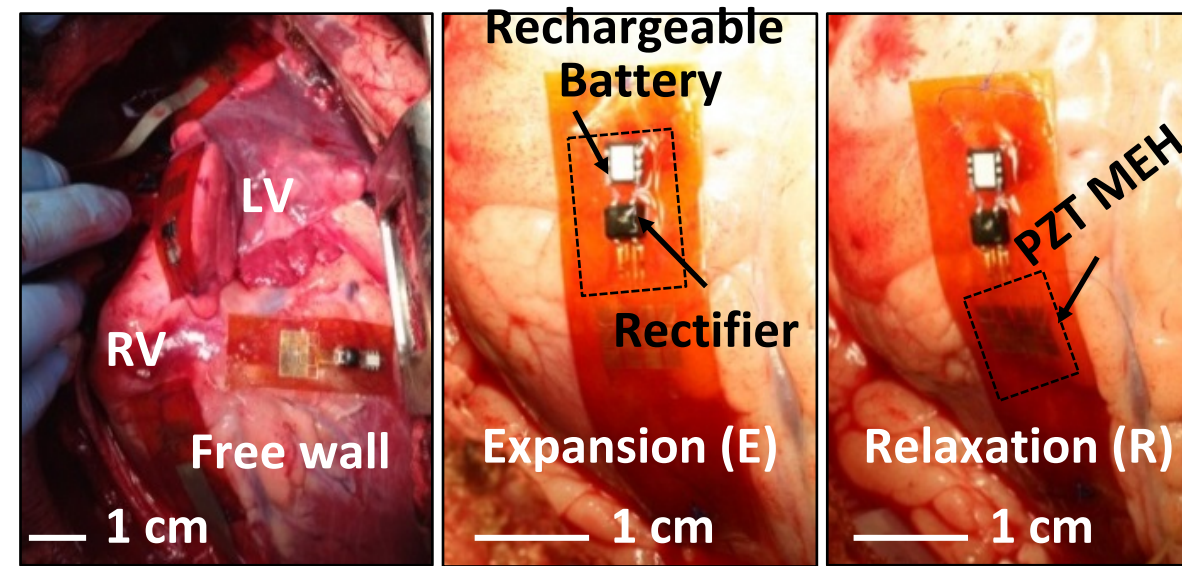 LV
RV
Free wall
1 cm
Rechargeable
Battery
Rectifier
Expansion (E)
1 cm
PZT MEH
Relaxation (R)
1 cm